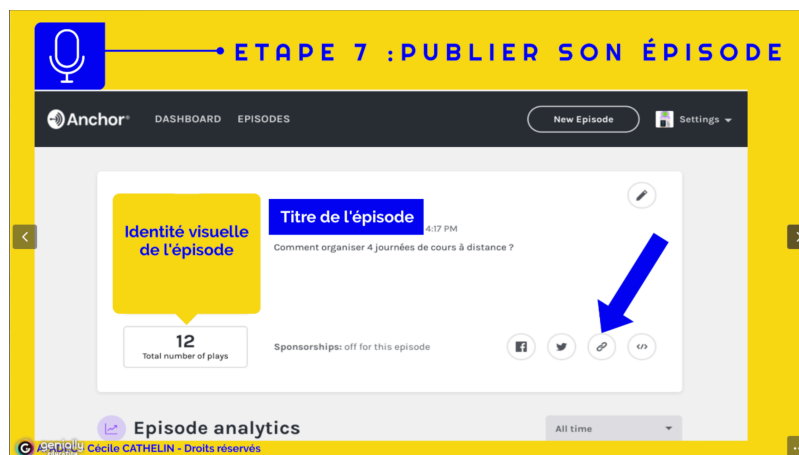 ETAPE 7 :PUBLIER SON ÉPISODE
Anchor
DASHBOARD EPISODES New Episode Settings
Identité visuelle
de l'épisode
Titre de l'épisode
4:17 PM
Comment organiser 4 journées de cours à distance ?
12
Total number of plays
Sponsorships: off for this episode
Episode analytics
All time
genially
Cécile CATHELIN - Droits réservés